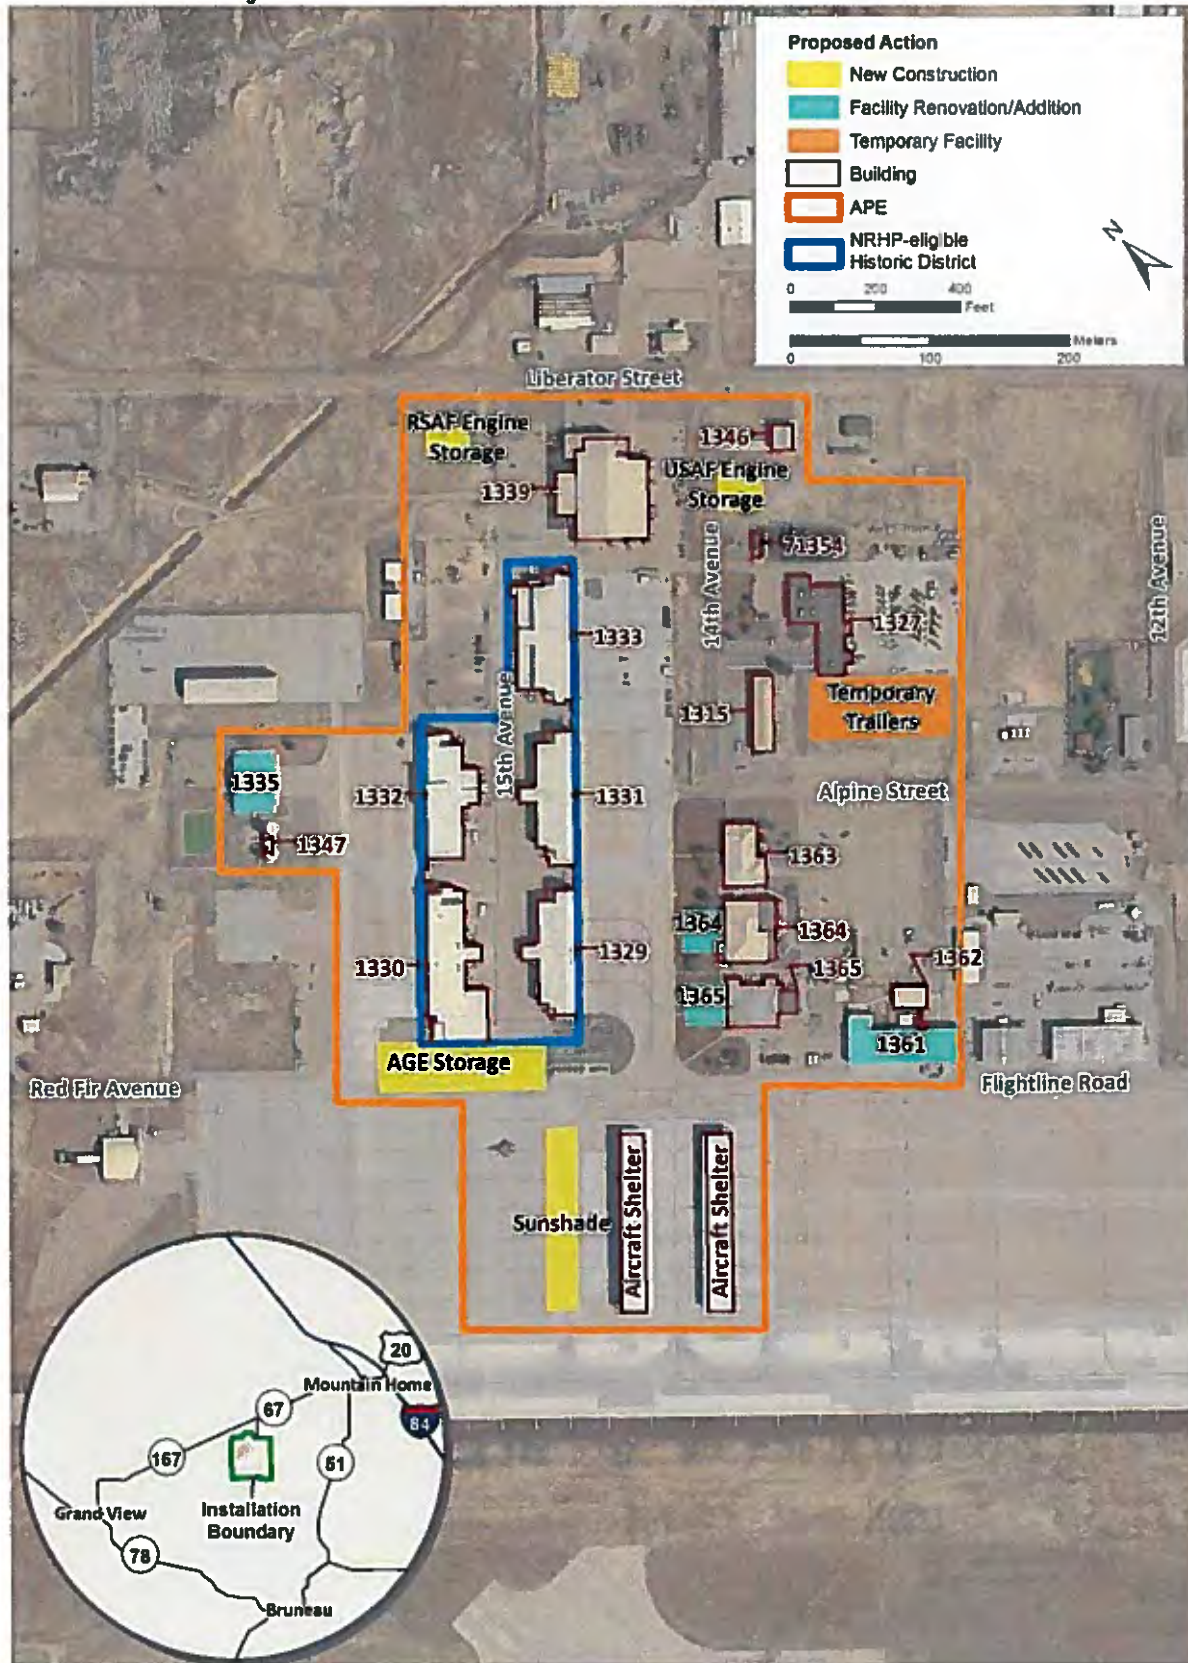 Proposed Action
New Construction
Facility Renovation/Addition
Temporary Facility
Building
APE
NRHP-eligible
Historic District
N
0 200 400
Feet
Meters
0 100 200
Liberator Street
RSAF Engine
Storage
1346
USAF Engine
Storage
1339
71354
14th Avenue
12th Avenue
1327
1333
Temporary
Trailers
1315
15th Avenue
1335
1332
1331
Alpine Street
1347
1363
1364
1364
1362
1330
1329
1365
1365
1361
AGE Storage
Red Fir Avenue
Flightline Road
Sunshade
Aircraft Shelter
Aircraft Shelter
20
Mountain Home
67
84
167
51
Grand View
Installation
Boundary
78
Bruneau